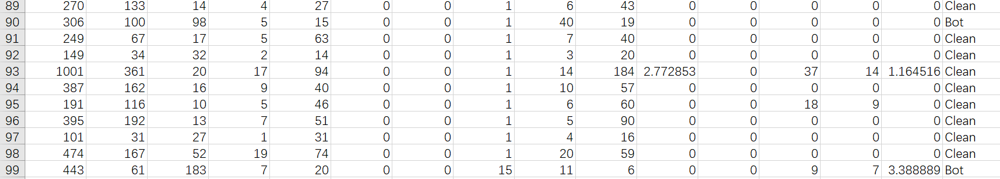 89 270 133 14 4 27 0 0 1 6 43 0 0 0 0 0 Clean
90 306 100 98 5 15 0 0 1 40 19 0 0 0 0 0 Bot
91 249 67 17 5 63 0 0 1 7 40 0 0 0 0 0 Clean
92 149 34 32 2 14 0 0 1 3 20 0 0 0 0 0 Clean
93 1001 361 20 17 94 0 0 1 14 184 2.772853 0 37 14 1.164516 Clean
94 387 162 16 9 40 0 0 1 10 57 0 0 0 0 0 Clean
95 191 116 10 5 46 0 0 1 6 60 0 0 18 9 0 Clean
96 395 192 13 7 51 0 0 1 5 90 0 0 0 0 0 Clean
97 101 31 27 1 31 0 0 1 4 16 0 0 0 0 0 Clean
98 474 167 52 19 74 0 0 1 20 59 0 0 0 0 0 Clean
99 443 61 183 7 20 0 0 15 11 6 0 0 9 7 3.388889 Bot